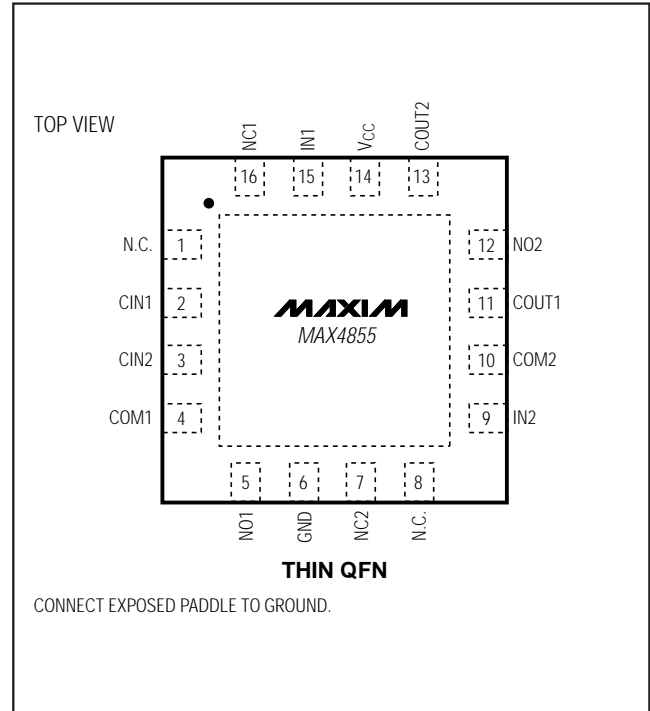 TOP VIEW
NC1
IN1
VCC
COUT2
16
15
14
13
N.C. 1
12 NO2
CIN1 2
11 COUT1
CIN2 3
10 COM2
COM1 4
9 IN2
MAXIM
MAX4855
5
6
7
8
NO1
GND
NC2
N.C.
THIN QFN
CONNECT EXPOSED PADDLE TO GROUND.